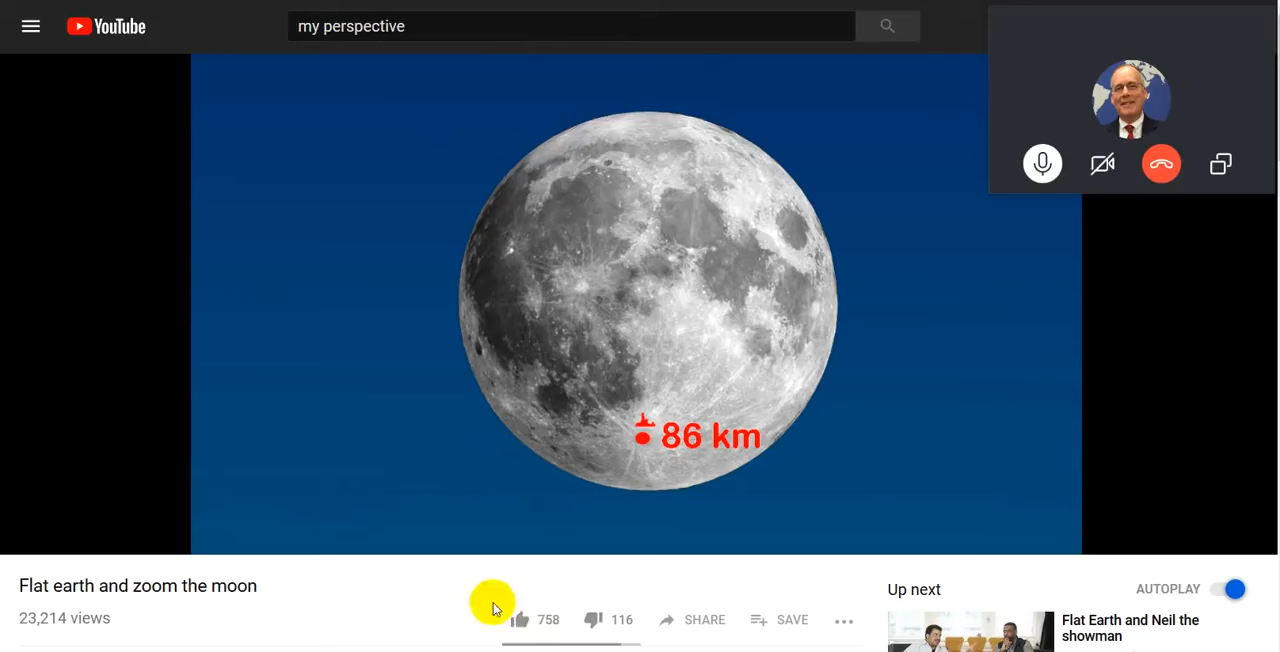 YouTube
my perspective
86 km
Flat earth and zoom the moon
23,214 views
758
116
SHARE
SAVE
Up next
AUTOPLAY
Flat Earth and Neil the
showman